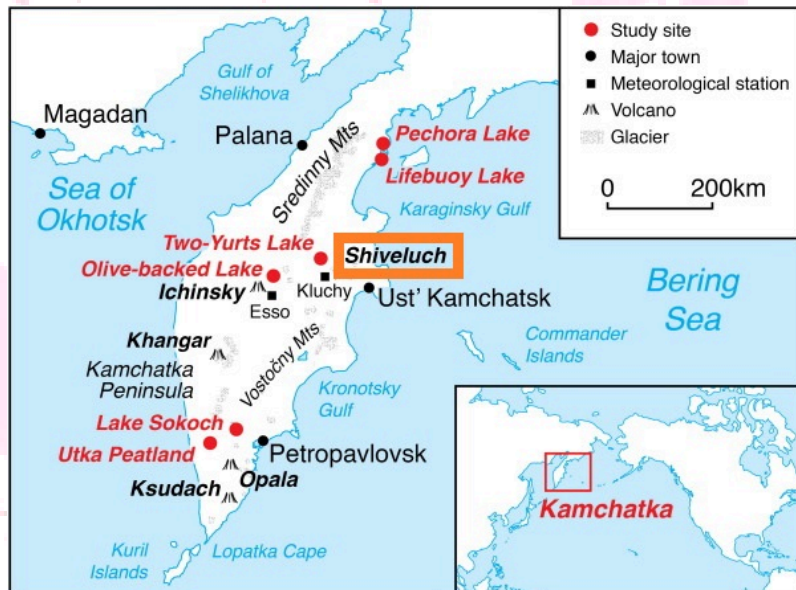 Study site
Major town
Meteorological station
Volcano
Glacier
0 200km
Gulf of
Shelikhova
Magadan
Palana
Sredinny Mts
Pechora Lake
Lifebuoy Lake
Sea of
Okhotsk
Karaginsky Gulf
Two-Yurts Lake
Shiveluch
Olive-backed Lake
Ichinsky
Kluchy
Esso
Ust' Kamchatsk
Bering
Sea
Khangar
Kamchatka
Peninsula
Vostočny Mts
Commander
Islands
Kronotsky
Gulf
Lake Sokoch
Utka Peatland
Petropavlovsk
Opala
Ksudach
Kuril
Islands
Lopatka Cape
Kamchatka